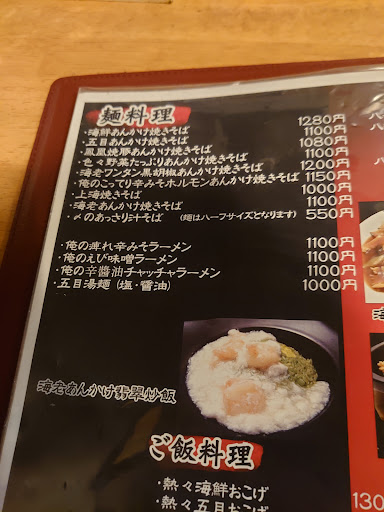 麺料理
・海鮮あんかけ焼きそば 1280円
・五目あんかけ焼きそば 1100円
・鳳凰焼豚あんかけ焼きそば 1080円
・色々野菜たっぷりあんかけ焼きそば 1100円
・海老ワンタン黒胡椒あんかけ焼きそば 1200円
・俺のこってり辛みそホルモンあんかけ焼きそば 1150円
・上海焼きそば 1000円
・海老あんかけ焼きそば 1100円
・〆のあっさり汁そば (麺はハーフサイズとなります) 550円
・俺の痺れ辛みそラーメン 1100円
・俺のえび味噌ラーメン 1100円
・俺の辛醬油チャッチャラーメン 1100円
・五目湯麺 (塩・醤油) 1000円
海老あんかけ翡翠炒飯
ご飯料理
・熱々海鮮おこげ
・熱々五目おこげ
130